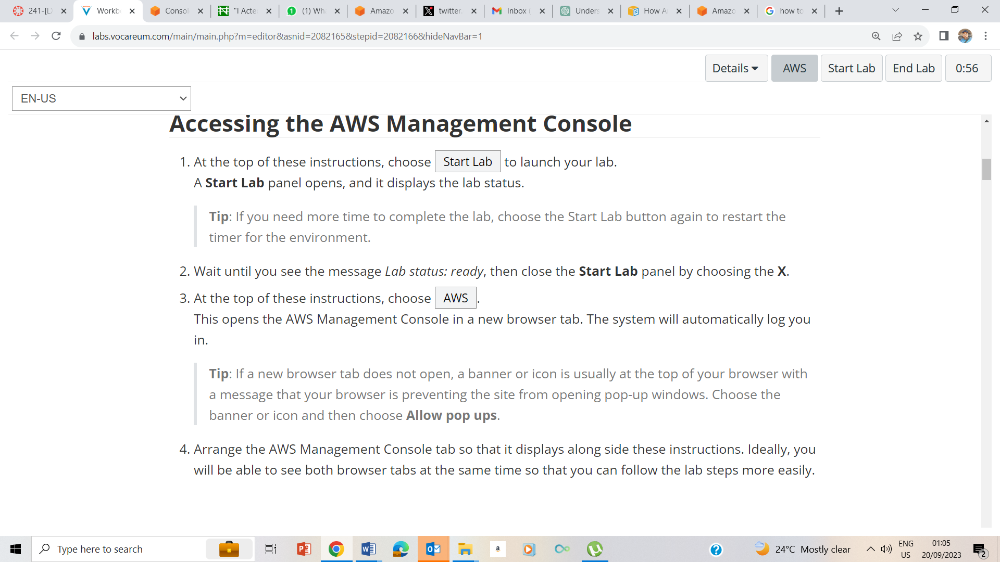 241-[LX
Workb
Consol
"I Acted
(1) Wh
Amazo
twitter.
Inbox (
Unders
How A
Amazo
how to
labs.vocareum.com/main/main.php?m=editor&asnid=2082165&stepid=2082166&hideNavBar=1
Details
AWS
Start Lab
End Lab
0:56
EN-US
Accessing the AWS Management Console
1. At the top of these instructions, choose Start Lab to launch your lab.
A Start Lab panel opens, and it displays the lab status.
Tip: If you need more time to complete the lab, choose the Start Lab button again to restart the
timer for the environment.
2. Wait until you see the message Lab status: ready, then close the Start Lab panel by choosing the X.
3. At the top of these instructions, choose AWS.
This opens the AWS Management Console in a new browser tab. The system will automatically log you
in.
Tip: If a new browser tab does not open, a banner or icon is usually at the top of your browser with
a message that your browser is preventing the site from opening pop-up windows. Choose the
banner or icon and then choose Allow pop ups.
4. Arrange the AWS Management Console tab so that it displays along side these instructions. Ideally, you
will be able to see both browser tabs at the same time so that you can follow the lab steps more easily.
Type here to search
24°C Mostly clear
ENG
US
01:05
20/09/2023
2